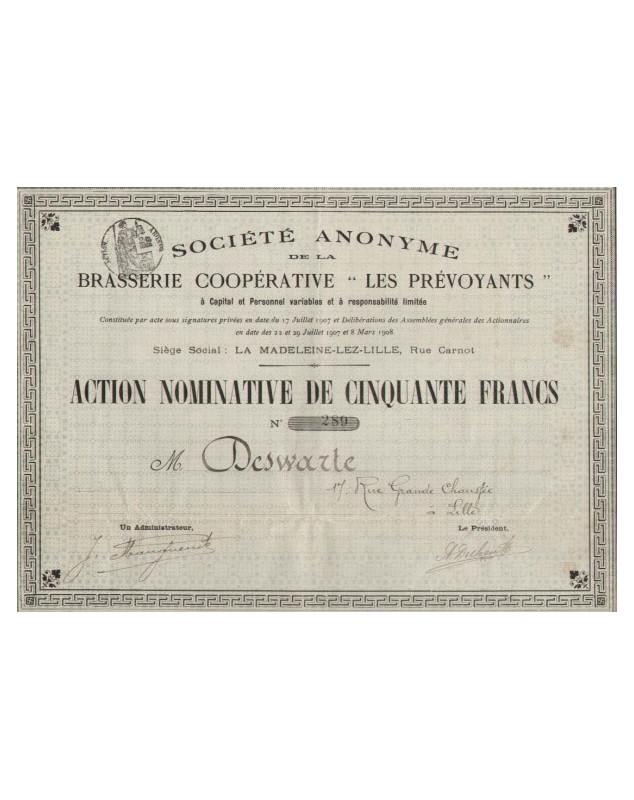 SOCIÉTÉ ANONYME
DE LA
BRASSERIE COOPÉRATIVE " LES PRÉVOYANTS "
à Capital et Personnel variables et à responsabilité limitée
Constituée par acte sous signatures privées en date du 17 Juillet 1907 et Délibérations des Assemblées générales des Actionnaires
en date des 22 et 29 Juillet 1907 et 8 Mars 1908
Siège Social : LA MADELEINE-LEZ-LILLE, Rue Carnot
ACTION NOMINATIVE DE CINQUANTE FRANCS
N° 289
M. Deswarte
17, Rue Grande Chaussée
à Lille
Un Administrateur,
Le Président,
J.